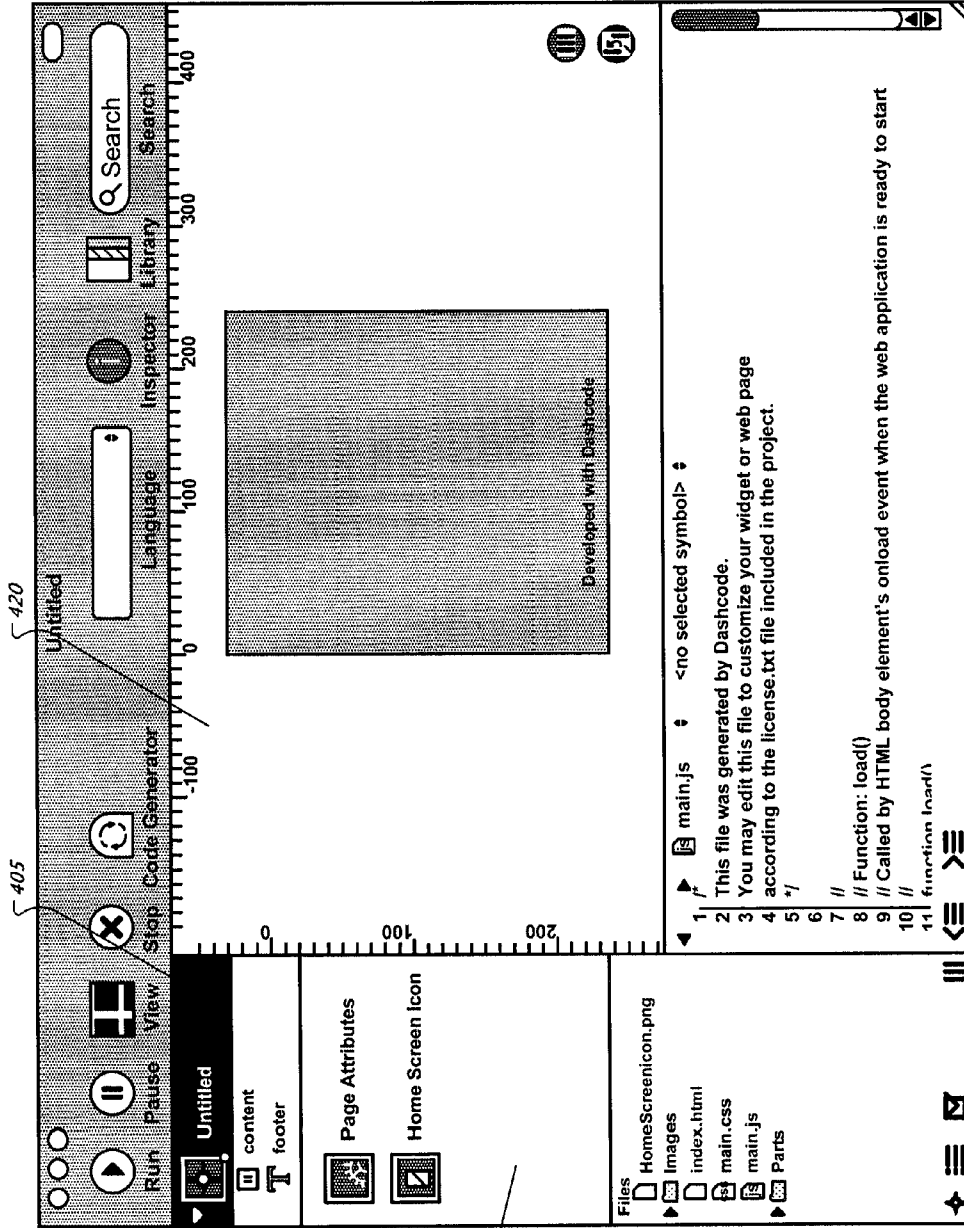 405
420
Untitled
Search
Run
Pause
View
Stop
Code Generator
Language
Inspector
Library
Search
-100
0
100
200
300
400
0
100
200
Untitled
content
footer
Page Attributes
Home Screen Icon
Developed with Dashcode
Files
HomeScreenicon.png
Images
index.html
main.css
main.js
Parts
main.js
<no selected symbol>
1 /*
2 This file was generated by Dashcode.
3 You may edit this file to customize your widget or web page
4 according to the license.txt file included in the project.
5 */
6
7 //
8 // Function: load()
9 // Called by HTML body element's onload event when the web application is ready to start
10 //
11 function load()